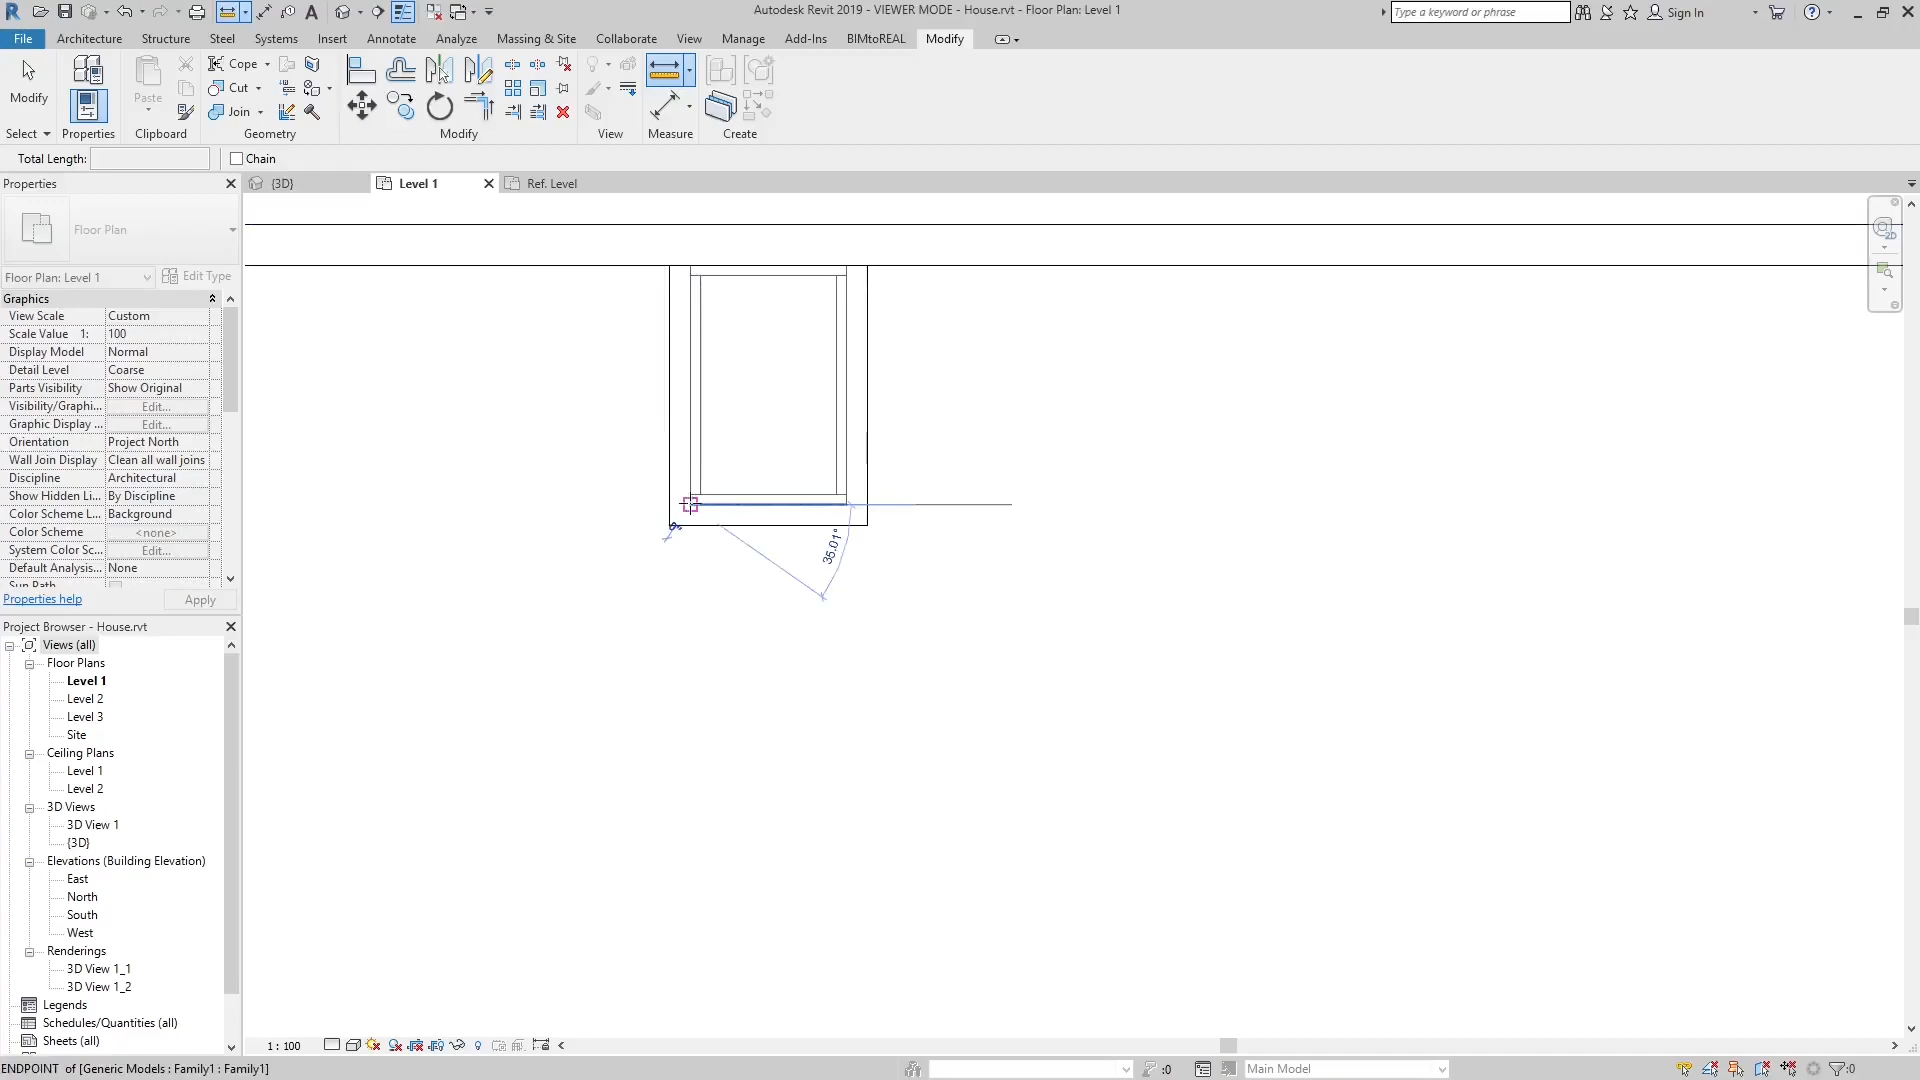 Autodesk Revit 2019 - VIEWER MODE - House.rvt - Floor Plan: Level 1
Type a keyword or phrase
Sign In
File
Architecture
Structure
Steel
Systems
Insert
Annotate
Analyze
Massing & Site
Collaborate
View
Manage
Add-Ins
BIMtoREAL
Modify
Modify
Paste
Cope
Cut
Join
Select
Properties
Clipboard
Geometry
Modify
View
Measure
Create
Total Length:
Chain
Properties
{3D}
Level 1
Ref. Level
Floor Plan
2D
Floor Plan: Level 1
Edit Type
Graphics
View Scale Custom
Scale Value 1: 100
Display Model Normal
Detail Level Coarse
Parts Visibility Show Original
Visibility/Graphi... Edit...
Graphic Display ... Edit...
Orientation Project North
Wall Join Display Clean all wall joins
Discipline Architectural
Show Hidden Li... By Discipline
Color Scheme L... Background
Color Scheme <none>
System Color Sc... Edit...
Default Analysis... None
Sun Path
Properties help
Apply
35.01°
Project Browser - House.rvt
Views (all)
Floor Plans
Level 1
Level 2
Level 3
Site
Ceiling Plans
Level 1
Level 2
3D Views
3D View 1
{3D}
Elevations (Building Elevation)
East
North
South
West
Renderings
3D View 1_1
3D View 1_2
Legends
Schedules/Quantities (all)
Sheets (all)
1 : 100
ENDPOINT of [Generic Models : Family1 : Family1]
:0
Main Model
:0